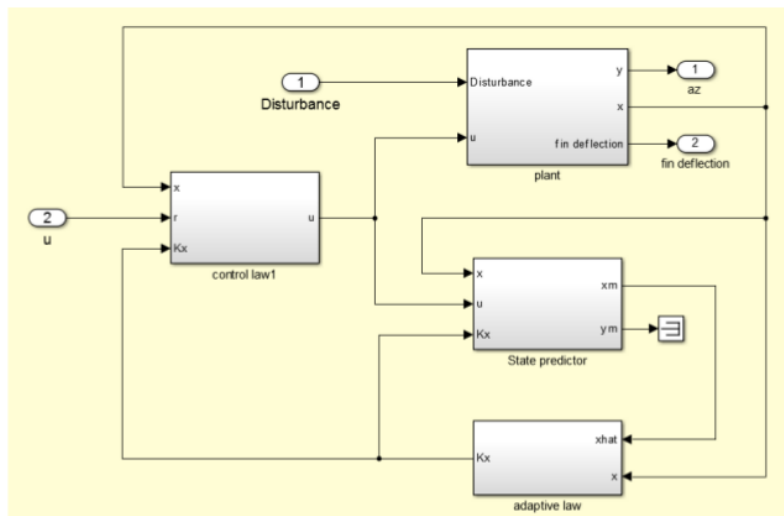 1
Disturbance
Disturbance
u
y
x
fin deflection
plant
1
az
2
fin deflection
2
u
x
r
Kx
u
control law1
x
u
Kx
xm
ym
State predictor
Kx
xhat
x
adaptive law